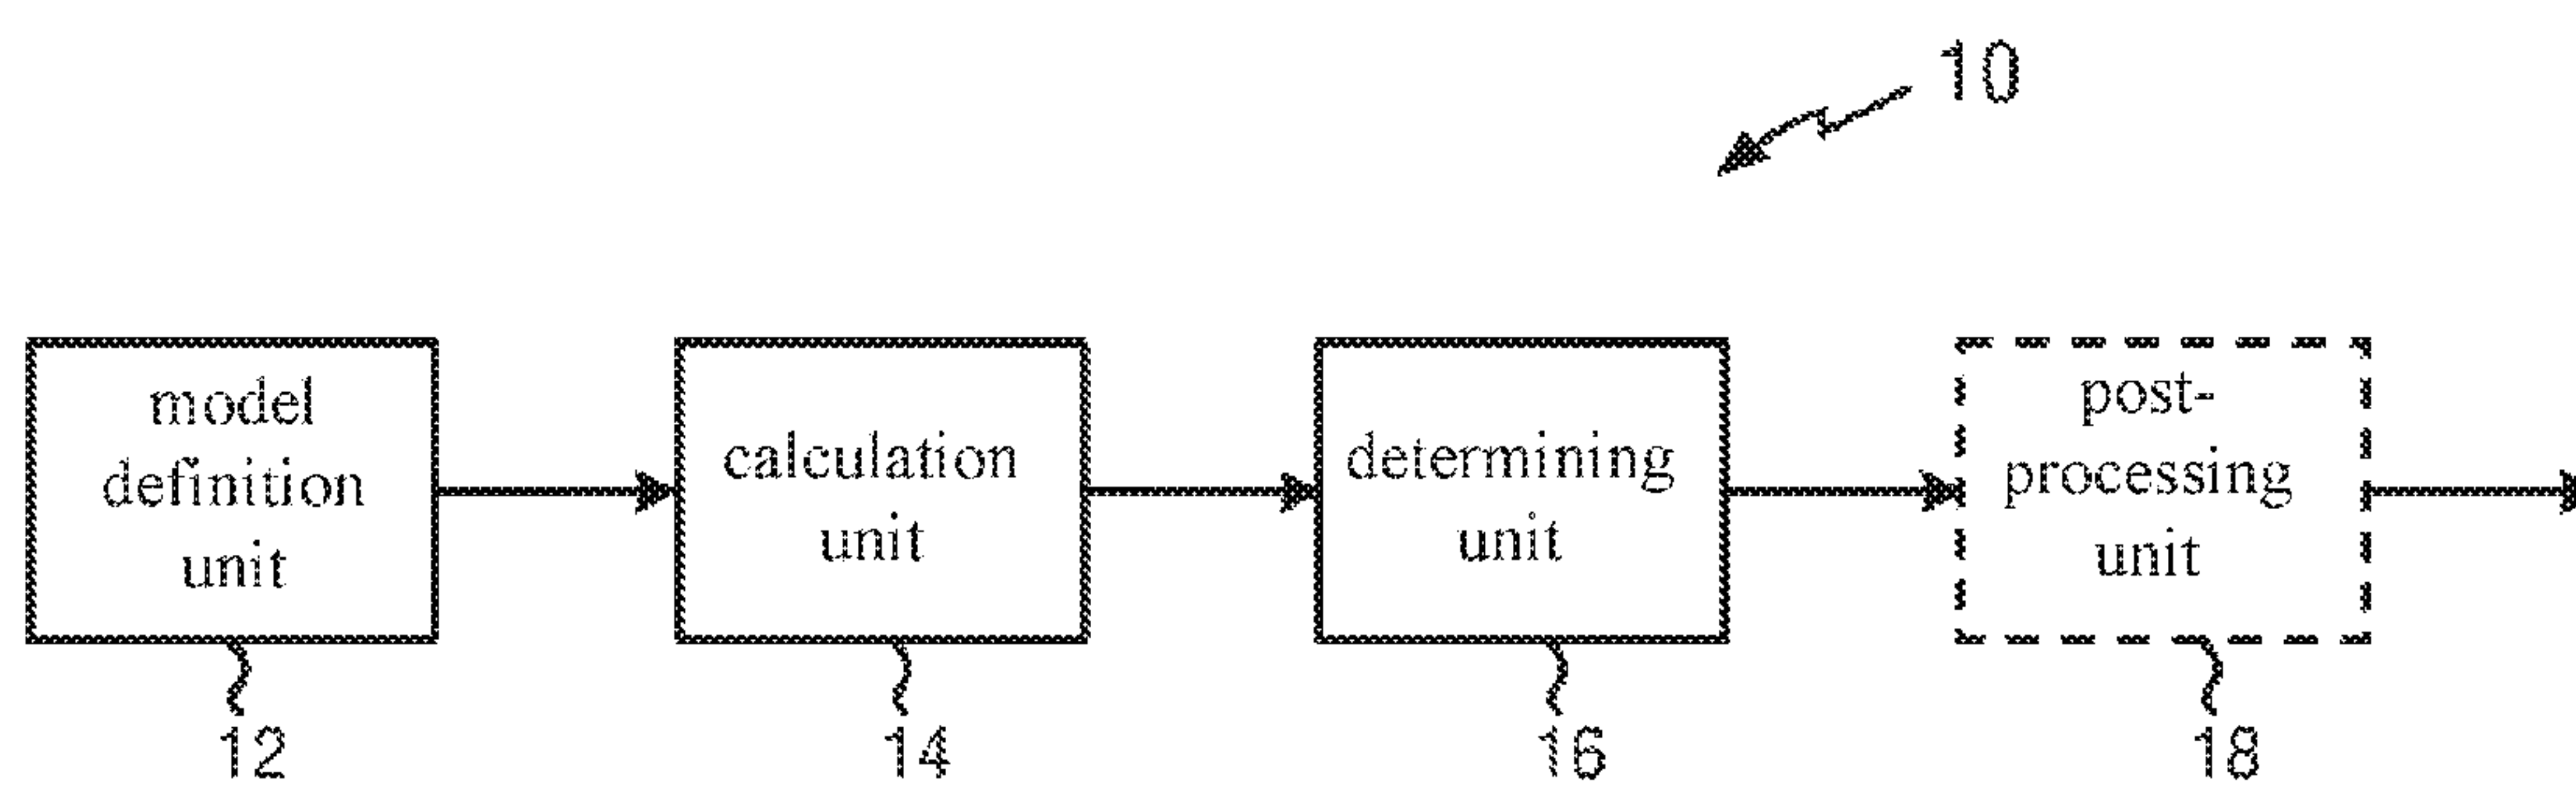 10
model
definition
unit
calculation
unit
determining
unit
post-
processing
unit
12
14
16
18